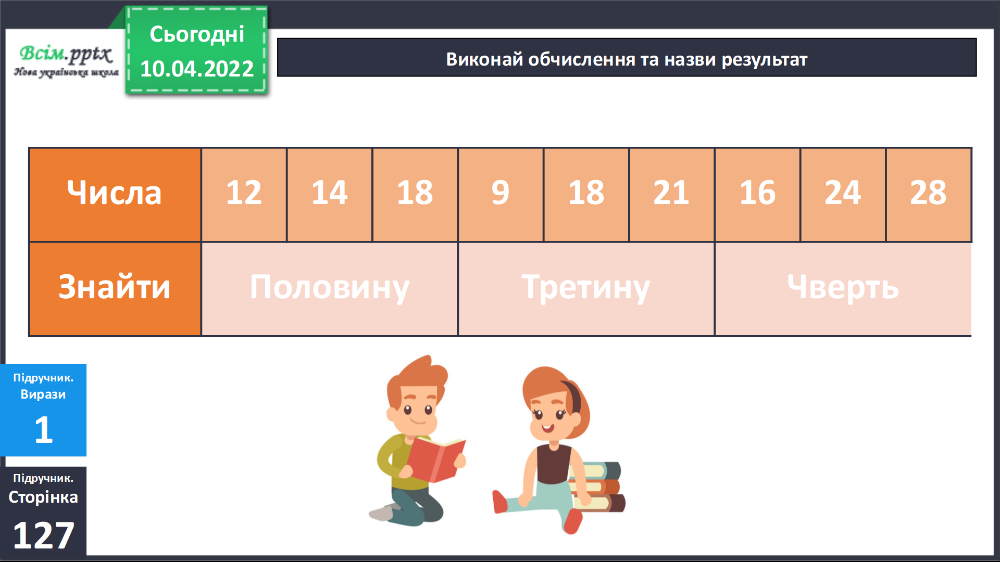 Всім.pptx
Нова українська школа
Сьогодні
10.04.2022
Виконай обчислення та назви результат
Числа 12 14 18 9 18 21 16 24 28
Знайти Половину Третину Чверть
Підручник.
Вирази
1
Підручник.
Сторінка
127